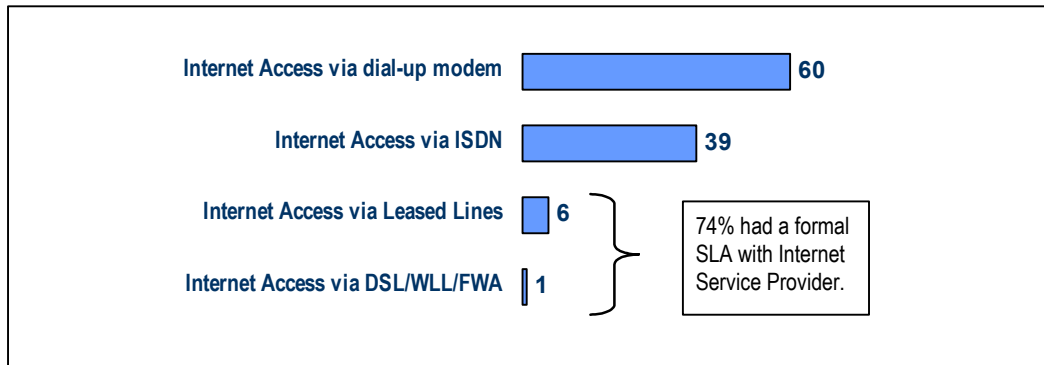 Internet Access via dial-up modem 60
Internet Access via ISDN 39
Internet Access via Leased Lines 6
Internet Access via DSL/WLL/FWA 1
74% had a formal
SLA with Internet
Service Provider.